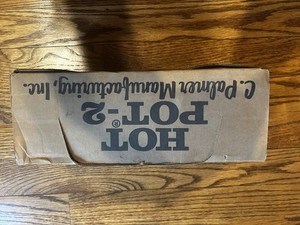 HOT
POT-2®
C. Palmer Manufacturing, Inc.